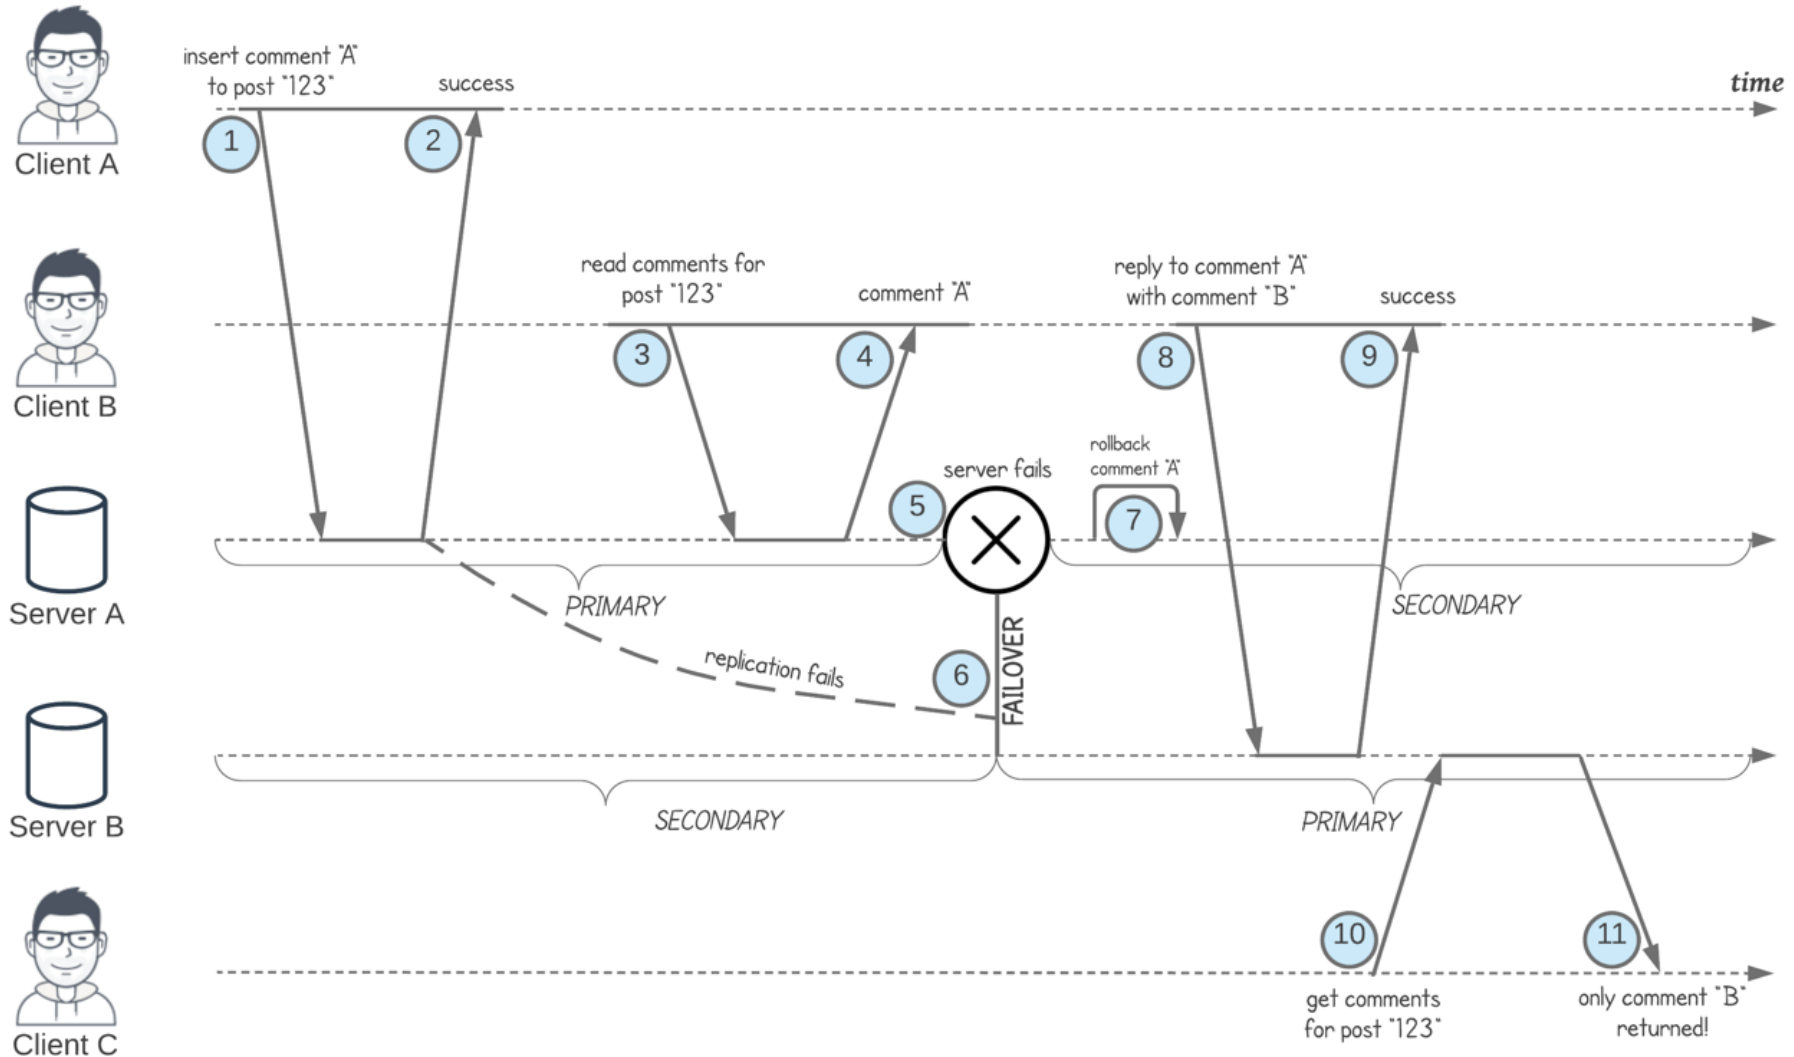 insert comment "A"
to post "123"
success
time
1
2
Client A
read comments for
post "123"
comment "A"
reply to comment "A"
with comment "B"
success
3
4
8
9
Client B
rollback
comment "A"
server fails
5
7
Server A
PRIMARY
SECONDARY
replication fails
6
FAILOVER
Server B
SECONDARY
PRIMARY
10
11
get comments
for post "123"
only comment "B"
returned!
Client C